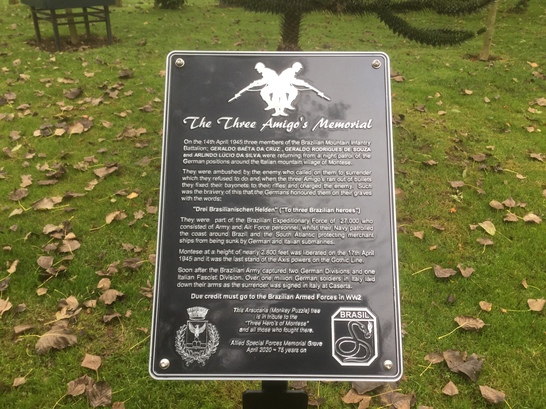 The Three Amigo's Memorial
On the 14th April 1945 three members of the Brazilian Mountain Infantry
Battalion; GERALDO BAÊTA DA CRUZ, GERALDO RODRIGUES DE SOUZA
and ARLINDO LÚCIO DA SILVA were returning from a night patrol of the
German positions around the Italian mountain village of Montese.
They were ambushed by the enemy who called on them to surrender
which they refused to do and when the three Amigo's ran out of bullets
they fixed their bayonets to their rifles and charged the enemy. Such
was the bravery of this that the Germans honoured them on their graves
with the words:
"Drei Brasilianischen Helden" ("To three Brazilian heroes")
They were part of the Brazilian Expeditionary Force of 27,000 who
consisted of Army and Air Force personnel, whilst their Navy patrolled
the coast around Brazil and the South Atlantic protecting merchant
ships from being sunk by German and Italian submarines.
Montese at a height of nearly 2,800 feet was liberated on the 17th April
1945 and it was the last stand of the Axis powers on the Gothic Line.
Soon after the Brazilian Army captured two German Divisions and one
Italian Fascist Division. Over one million German soldiers in Italy laid
down their arms as the surrender was signed in Italy at Caserta.
Due credit must go to the Brazilian Armed Forces in WW2
This Araucaria (Monkey Puzzle) tree
is in tribute to the
"Three Hero's of Montese"
and all those who fought there.
Allied Special Forces Memorial Grove
April 2020 ~ 75 years on
BRASIL